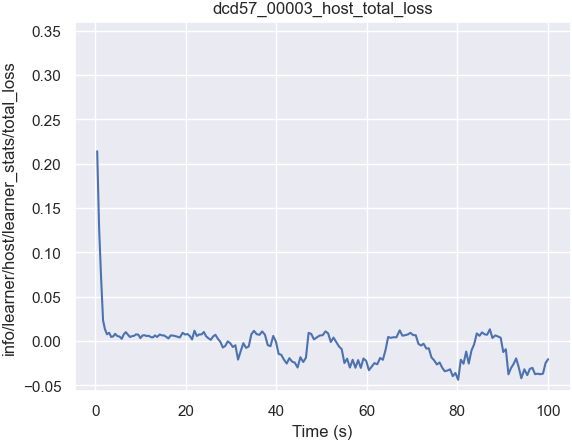 dcd57_00003_host_total_loss
info/learner/host/learner_stats/total_loss
0.35
0.30
0.25
0.20
0.15
0.10
0.05
0.00
−0.05
0 20 40 60 80 100
Time (s)